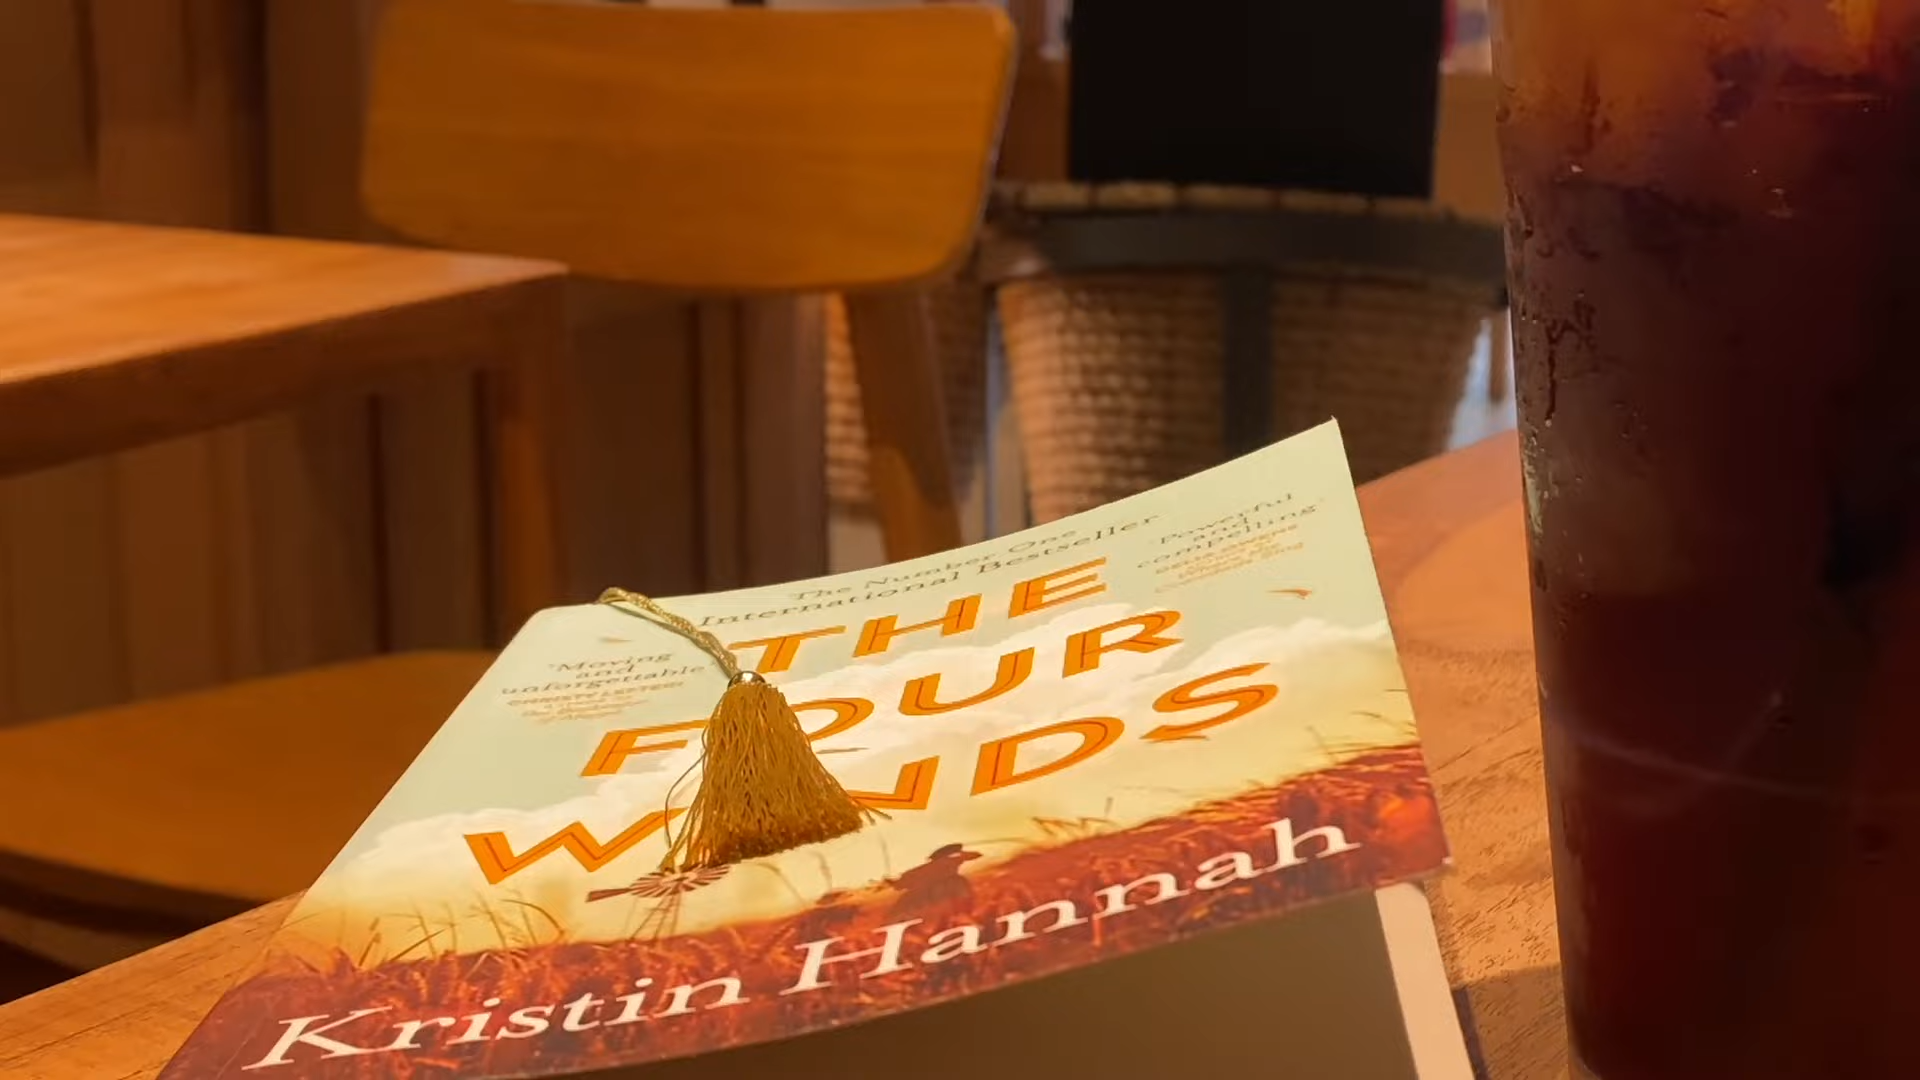 The Number One
International Bestseller
'Powerful
and
compelling'
'Moving
and
unforgettable'
THE
FOUR
WINDS
Kristin Hannah